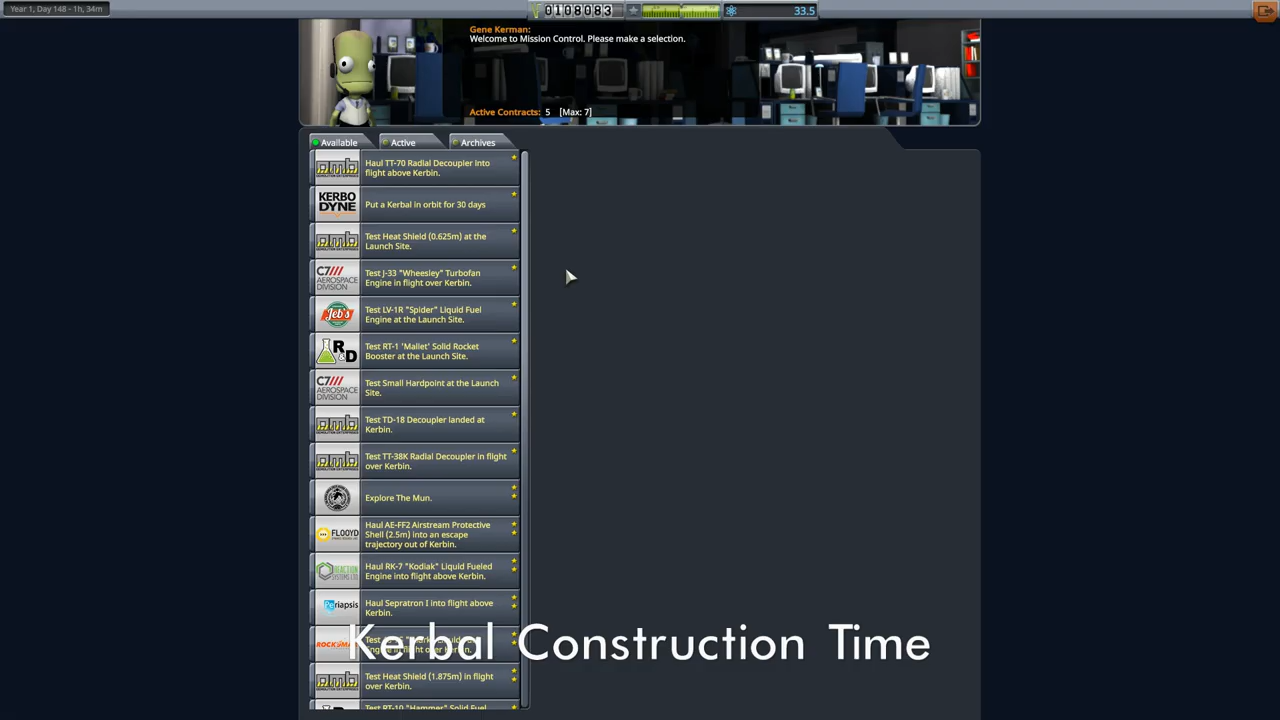 Year 1, Day 148 - 1h, 34m
0108083
33.5
Gene Kerman:
Welcome to Mission Control. Please make a selection.
Active Contracts: 5 [Max: 7]
Available
Active
Archives
Haul TT-70 Radial Decoupler into
flight above Kerbin.
KERBO
DYNE
Put a Kerbal in orbit for 30 days
Test Heat Shield (0.625m) at the
Launch Site.
C7
AEROSPACE
DIVISION
Test J-33 "Wheesley" Turbofan
Engine in flight over Kerbin.
Jeb's
Test LV-1R "Spider" Liquid Fuel
Engine at the Launch Site.
R&D
Test RT-1 'Mallet' Solid Rocket
Booster at the Launch Site.
C7
AEROSPACE
DIVISION
Test Small Hardpoint at the Launch
Site.
Test TD-18 Decoupler landed at
Kerbin.
Test TT-38K Radial Decoupler in flight
over Kerbin.
Explore The Mun.
FLOOYD
Haul AE-FF2 Airstream Protective
Shell (2.5m) into an escape
trajectory out of Kerbin.
REACTION
Haul RK-7 "Kodiak" Liquid Fueled
Engine into flight above Kerbin.
Periapsis
Haul Sepratron I into flight above
Kerbin.
Kerbal Construction Time
Test Heat Shield (1.875m) in flight
over Kerbin.
Test RT-10 "Hammer" Solid Fuel